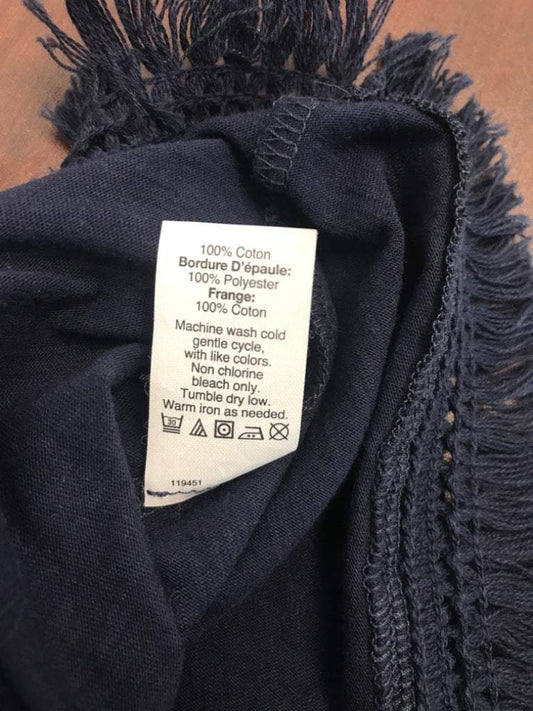 100% Coton
Bordure D'épaule:
100% Polyester
Frange:
100% Coton
Machine wash cold
gentle cycle,
with like colors.
Non chlorine
bleach only.
Tumble dry low.
Warm iron as needed.
30
119451